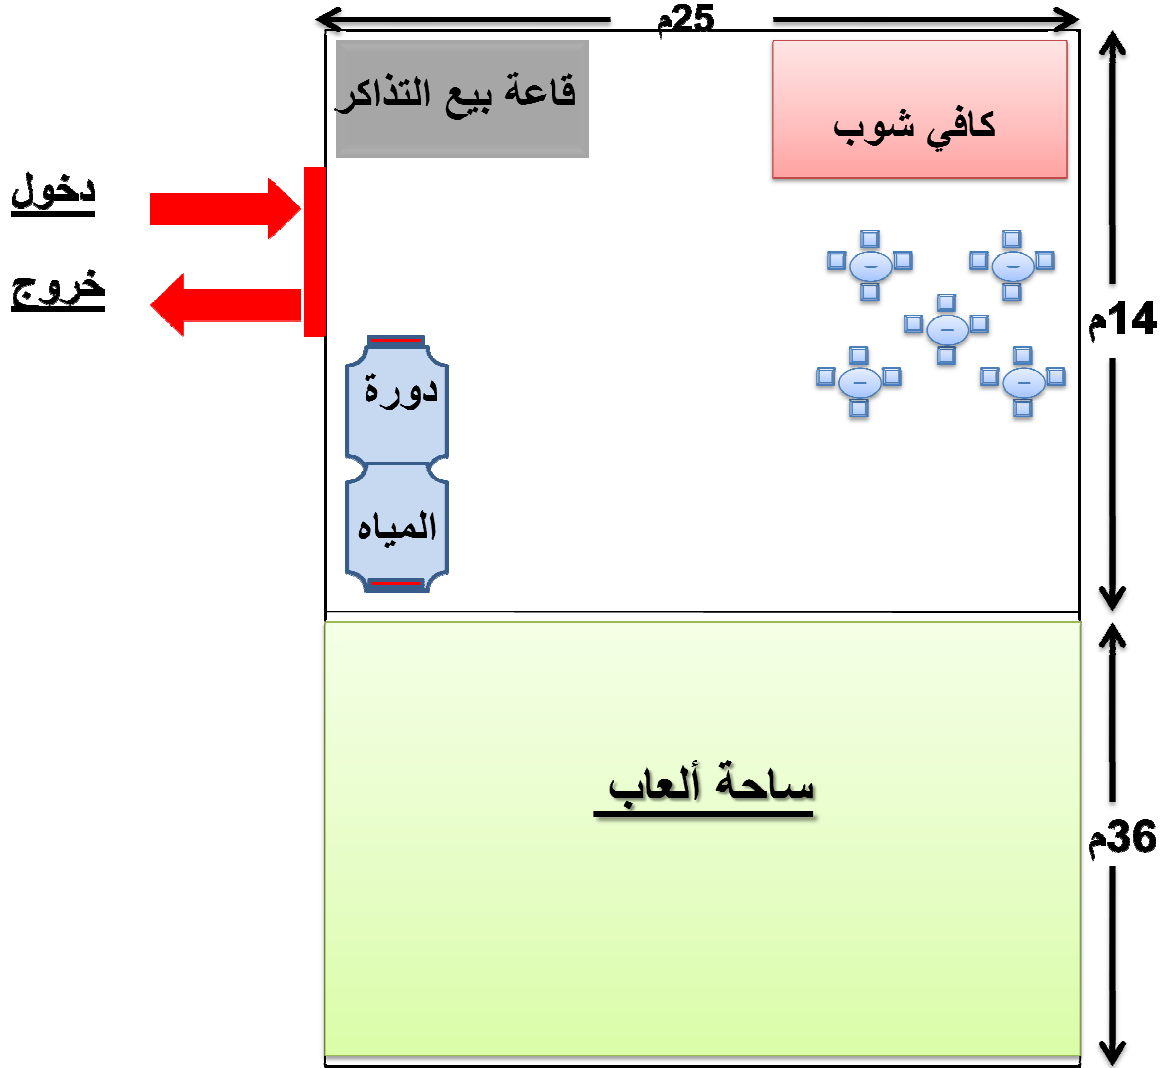 25م
قاعة بيع التذاكر
كافي شوب
دخول
خروج
14م
دورة
المياه
ساحة ألعاب
36م